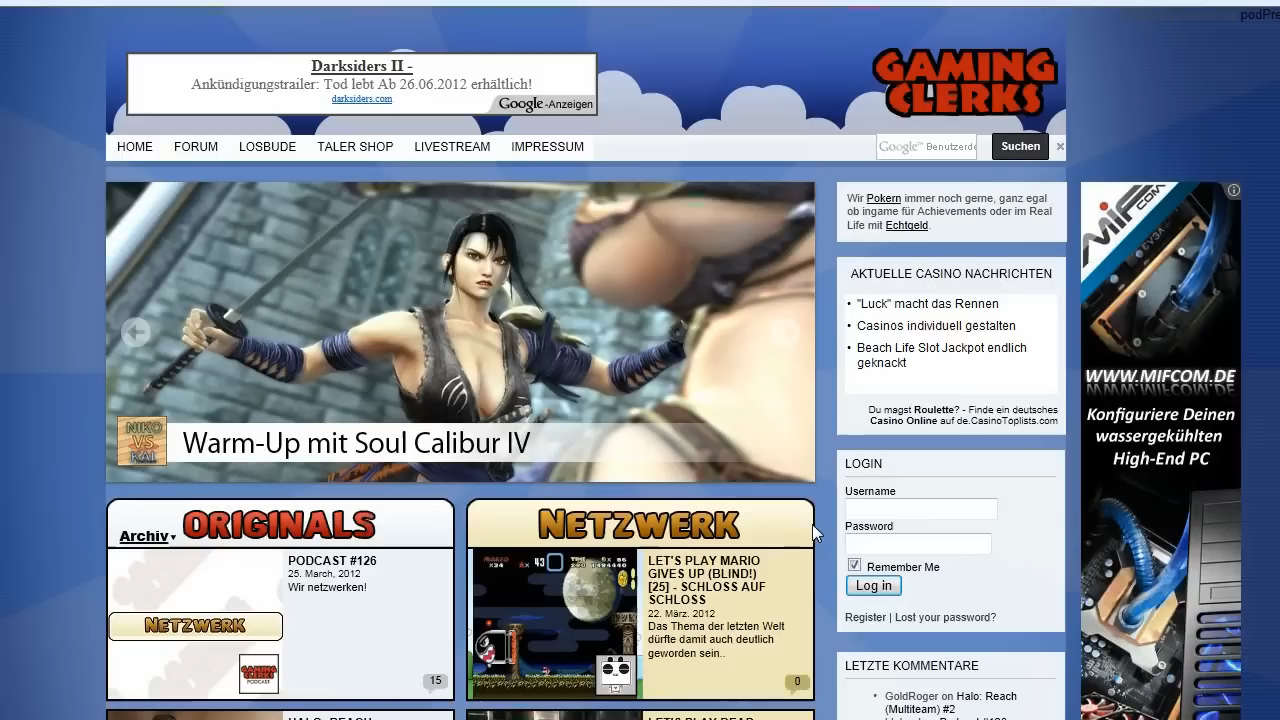 podPre
Darksiders II -
Ankündigungstrailer: Tod lebt Ab 26.06.2012 erhältlich!
darksiders.com
Google-Anzeigen
GAMING
CLERKS
HOME
FORUM
LOSBUDE
TALER SHOP
LIVESTREAM
IMPRESSUM
Google™ Benutzerde
Suchen
×
Warm-Up mit Soul Calibur IV
NIKO
VS
KAI
Wir Pokern immer noch gerne, ganz egal
ob ingame für Achievements oder im Real
Life mit Echtgeld.
AKTUELLE CASINO NACHRICHTEN
• "Luck" macht das Rennen
• Casinos individuell gestalten
• Beach Life Slot Jackpot endlich
geknackt
Du magst Roulette? - Finde ein deutsches
Casino Online auf de.CasinoToplists.com
LOGIN
Username
Password
Remember Me
Log in
Register | Lost your password?
LETZTE KOMMENTARE
• GoldRoger on Halo: Reach
(Multiteam) #2
MIFCOM
WWW.MIFCOM.DE
Konfiguriere Deinen
wassergekühlten
High-End PC
Archiv
ORIGINALS
PODCAST #126
25. March, 2012
Wir netzwerken!
NETZWERK
GAMING
CLERKS
PODCAST
15
NETZWERK
LET'S PLAY MARIO
GIVES UP (BLIND!)
[25] - SCHLOSS AUF
SCHLOSS
22. März. 2012
Das Thema der letzten Welt
dürfte damit auch deutlich
geworden sein..
0